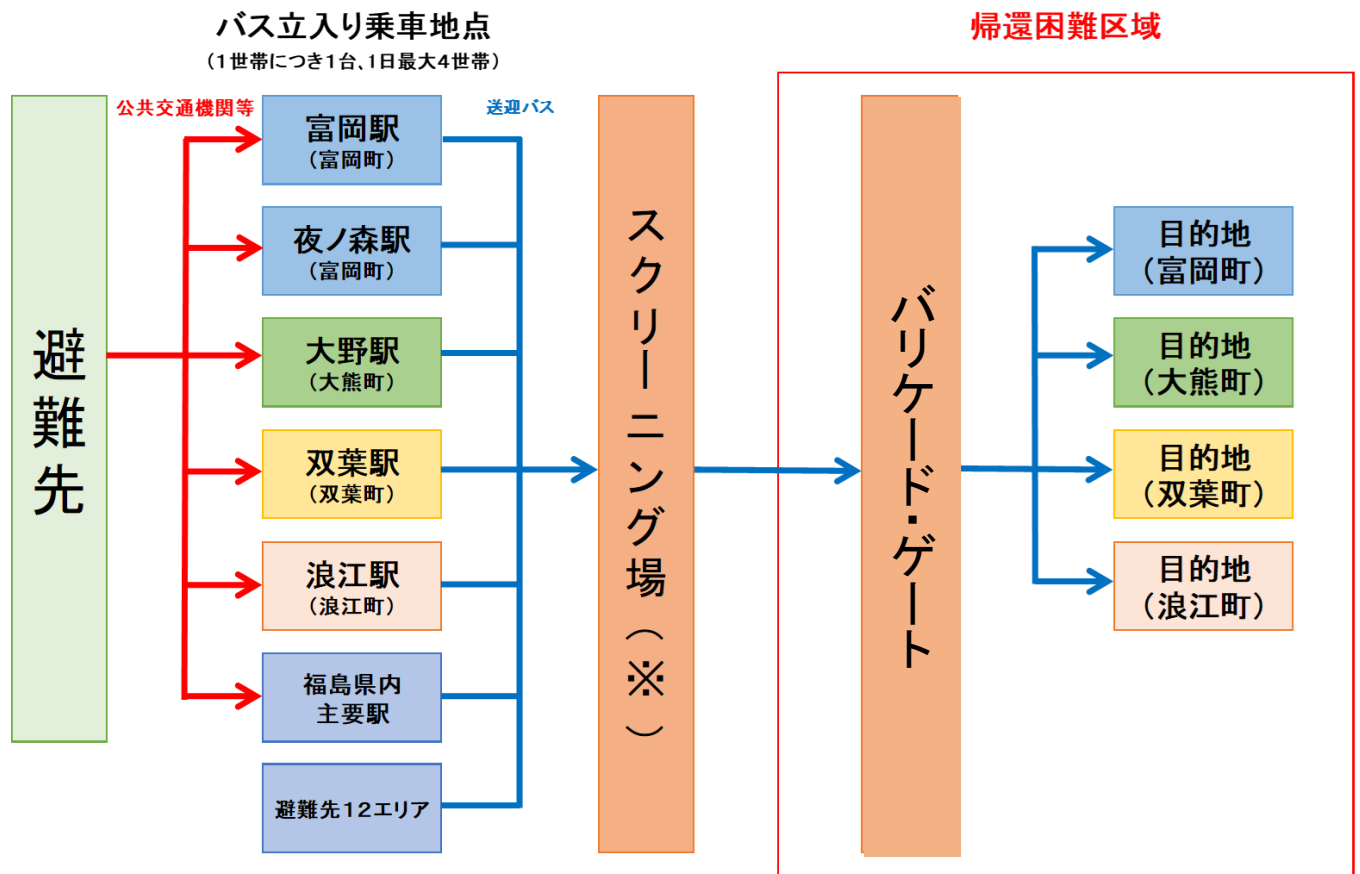 バス立入り乗車地点
（1世帯につき1台、1日最大4世帯）
帰還困難区域
公共交通機関等
送迎バス
避難先
富岡駅
（富岡町）
夜ノ森駅
（富岡町）
大野駅
（大熊町）
双葉駅
（双葉町）
浪江駅
（浪江町）
福島県内
主要駅
避難先12エリア
スクリーニング場（※）
バリケード・ゲート
目的地
（富岡町）
目的地
（大熊町）
目的地
（双葉町）
目的地
（浪江町）